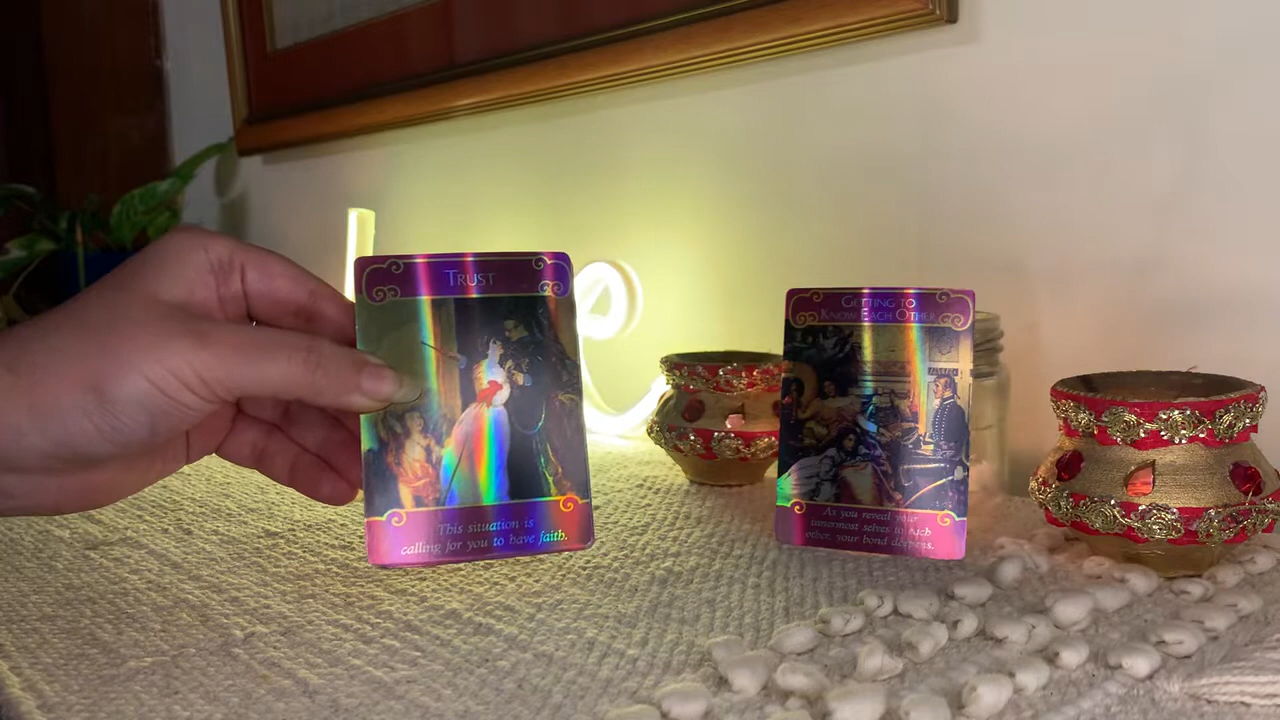 TRUST
This situation is
calling for you to have faith.
GETTING TO
KNOW EACH OTHER
As you reveal your
innermost selves to each
other, your bond deepens.